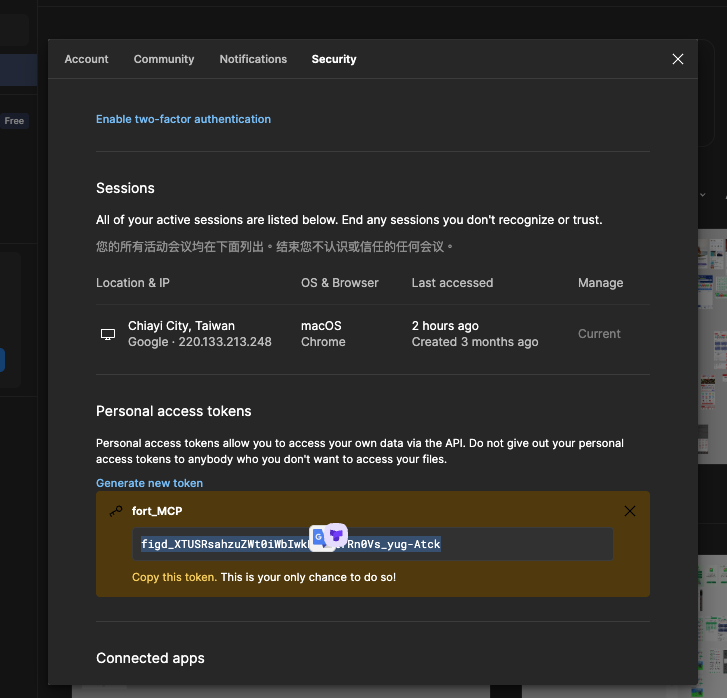 Account Community Notifications Security
Free
Enable two-factor authentication
Sessions
All of your active sessions are listed below. End any sessions you don't recognize or trust.
您的所有活动会议均在下面列出。结束您不认识或信任的任何会议。
Location & IP OS & Browser Last accessed Manage
Chiayi City, Taiwan macOS 2 hours ago
Google · 220.133.213.248 Chrome Created 3 months ago Current
Personal access tokens
Personal access tokens allow you to access your own data via the API. Do not give out your personal
access tokens to anybody who you don't want to access your files.
Generate new token
fort_MCP
Copy this token. This is your only chance to do so!
Connected apps